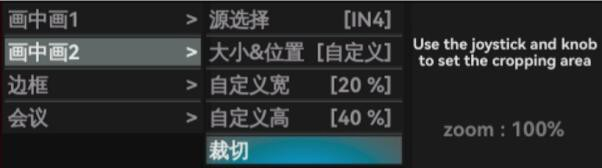 画中画1 >
画中画2 >
边框 >
会议 >
源选择 [IN4]
大小&位置 [自定义]
自定义宽 [20 %]
自定义高 [40 %]
裁切
Use the joystick and knob
to set the cropping area
zoom : 100%